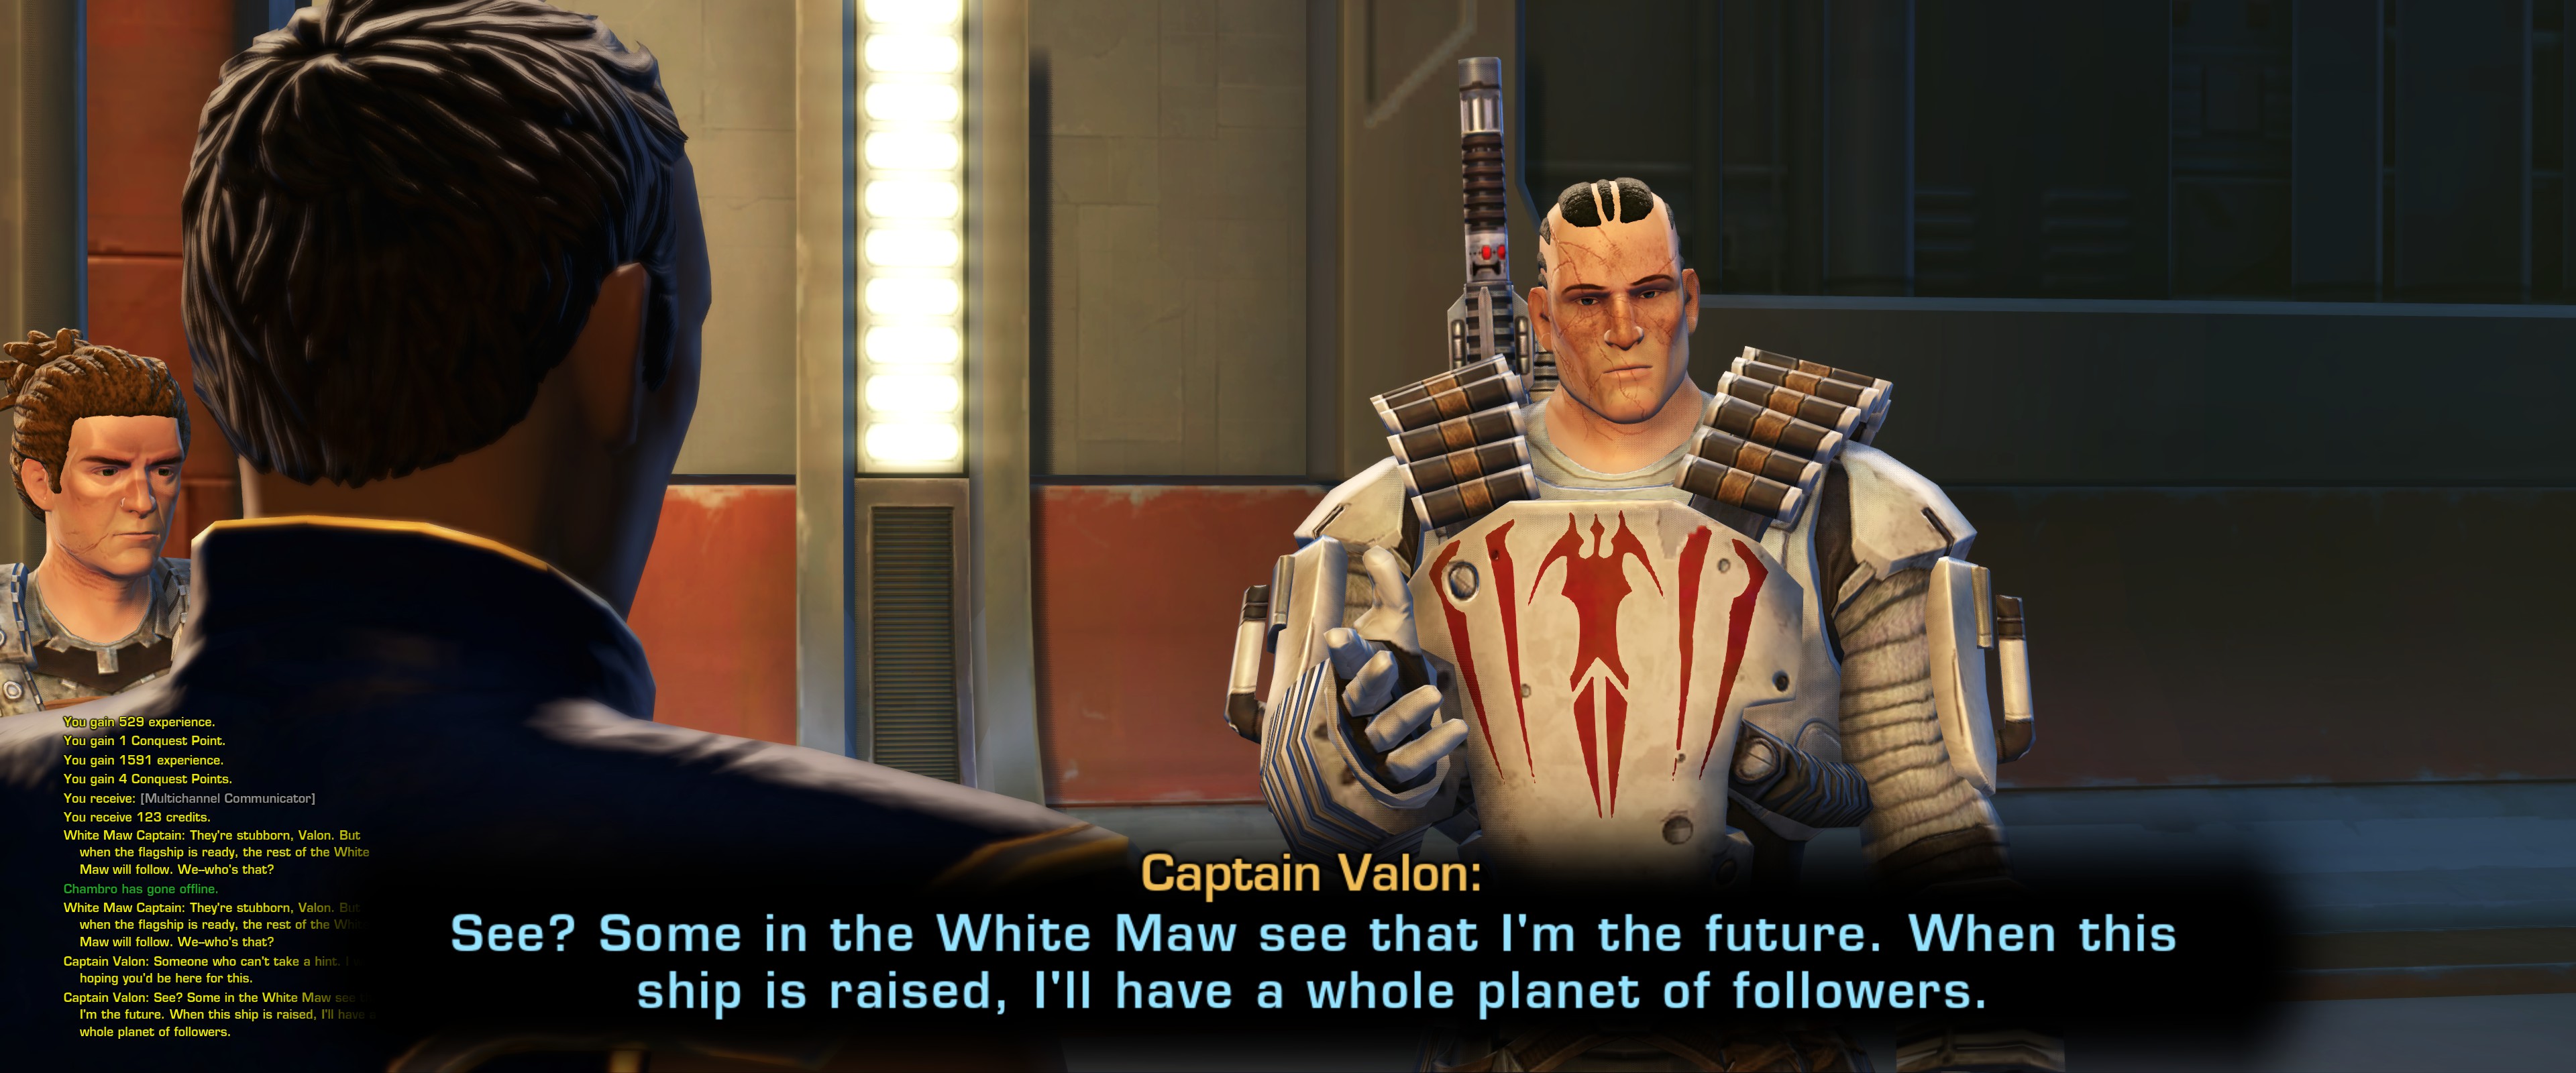 You gain 529 experience.
You gain 1 Conquest Point.
You gain 1591 experience.
You gain 4 Conquest Points.
You receive: [Multichannel Communicator]
You receive 123 credits.
White Maw Captain: They're stubborn, Valon. But
when the flagship is ready, the rest of the White
Maw will follow. We–who's that?
Chambro has gone offline.
White Maw Captain: They're stubborn, Valon. But
when the flagship is ready, the rest of the White
Maw will follow. We–who's that?
Captain Valon: Someone who can't take a hint. I
hoping you'd be here for this.
Captain Valon: See? Some in the White Maw see
I'm the future. When this ship is raised, I'll have a
whole planet of followers.
Captain Valon:
See? Some in the White Maw see that I'm the future. When this
ship is raised, I'll have a whole planet of followers.